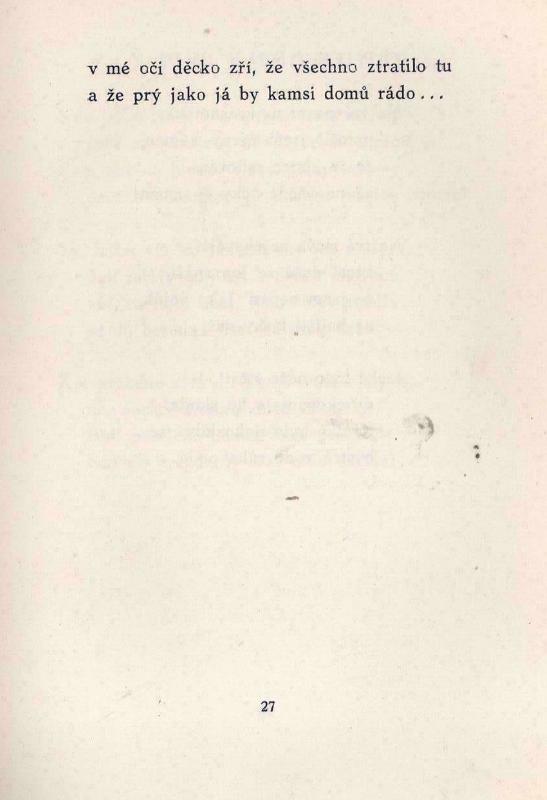 v mé oči děcko zří, že všechno ztratilo tu
a že prý jako já by kamsi domů rádo...
27